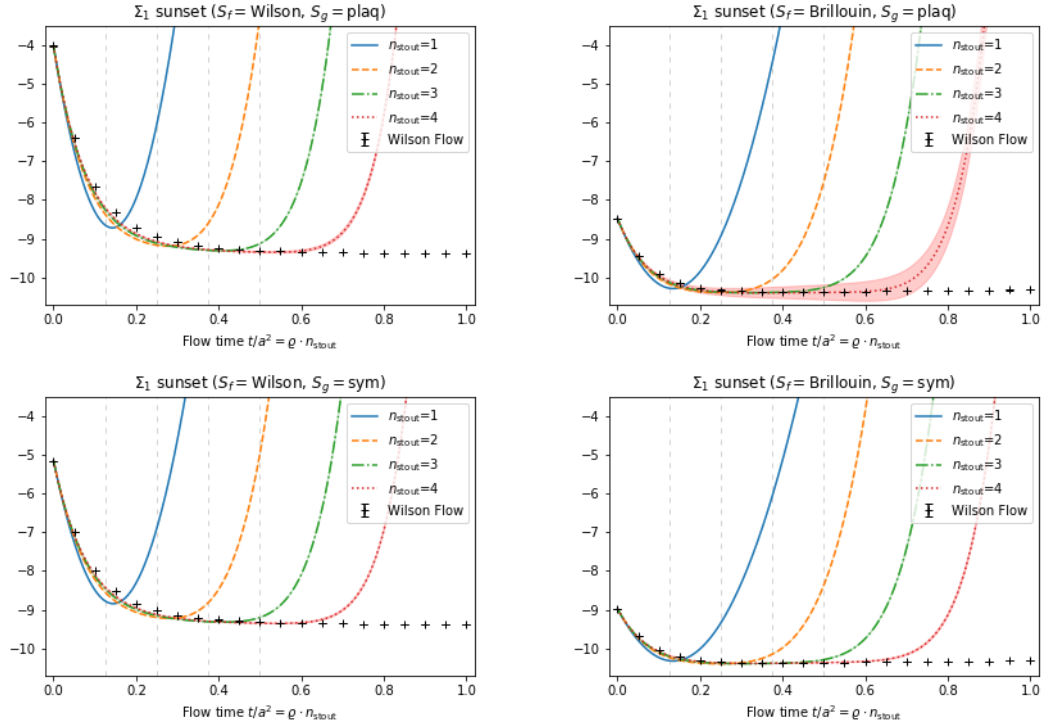 Σ₁ sunset (S_f = Wilson, S_g = plaq)
−4
−5
−6
−7
−8
−9
−10
0.0 0.2 0.4 0.6 0.8 1.0
Flow time t/a² = ϱ · n_stout
n_stout=1
n_stout=2
n_stout=3
n_stout=4
Wilson Flow
Σ₁ sunset (S_f = Brillouin, S_g = plaq)
−4
−5
−6
−7
−8
−9
−10
0.0 0.2 0.4 0.6 0.8 1.0
Flow time t/a² = ϱ · n_stout
n_stout=1
n_stout=2
n_stout=3
n_stout=4
Wilson Flow
Σ₁ sunset (S_f = Wilson, S_g = sym)
−4
−5
−6
−7
−8
−9
−10
0.0 0.2 0.4 0.6 0.8 1.0
Flow time t/a² = ϱ · n_stout
n_stout=1
n_stout=2
n_stout=3
n_stout=4
Wilson Flow
Σ₁ sunset (S_f = Brillouin, S_g = sym)
−4
−5
−6
−7
−8
−9
−10
0.0 0.2 0.4 0.6 0.8 1.0
Flow time t/a² = ϱ · n_stout
n_stout=1
n_stout=2
n_stout=3
n_stout=4
Wilson Flow